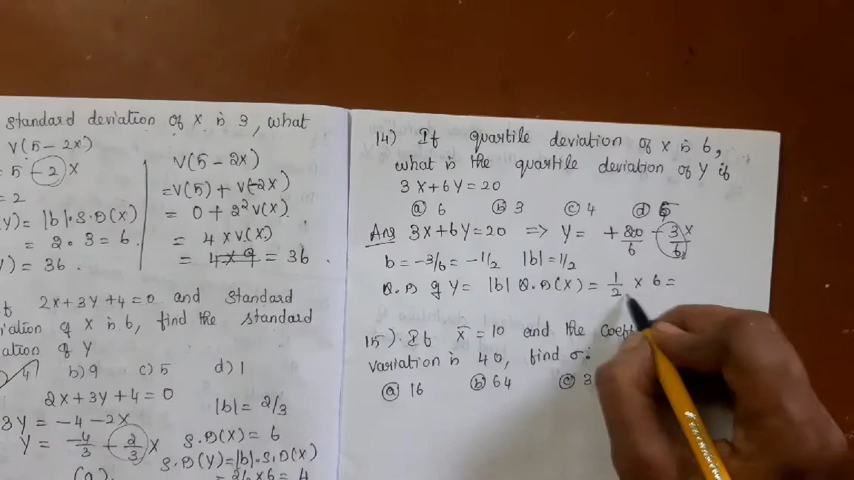 standard deviation of X is 3, what
V(5-2X)
= 5 - 2 X
= 2
Y) = |b|. S.D(X)
= 2. 3 = 6.
Y) = 36.
V(5-2X)
= V(5) + V(-2X)
= 0 + 2² V(X)
= 4 x V(X)
= 4 x 9 = 36.
2X+3Y+4=0 and Standard
of X is 6, find the Standard
of Y
4) b) 9 c) 5 d) 1
2X+3Y+4=0
3Y = -4 -2X
Y = -4/3 - 2/3 X
|b| = 2/3
S.D(X) = 6
S.D(Y) = |b|. S.D(X)
= 2/3 x 6 = 4
(a)
14) If quartile deviation of X is 6,
what is the quartile deviation of Y if
3X+6Y=20
ⓐ 6 ⓑ 3 ⓒ 4 ⓓ 5
Ans 3X+6Y=20 => Y =
- 3X/6
b = -3/6 = -1/2 |b| = 1/2
Q.D of Y = |b| Q.D(X) = 1/2 x 6 =
15). If x̄ = 10 and the
variation is 40, find σ:
ⓐ 16 ⓑ 64 ⓒ 3